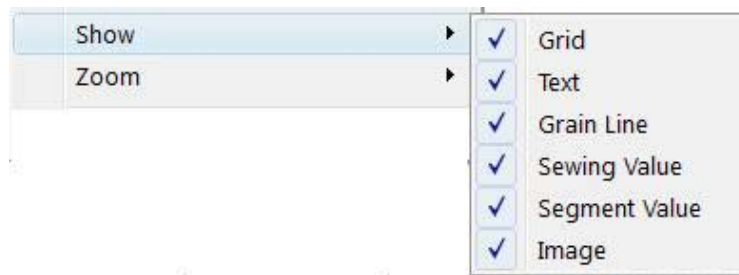 Show
Zoom
Grid
Text
Grain Line
Sewing Value
Segment Value
Image